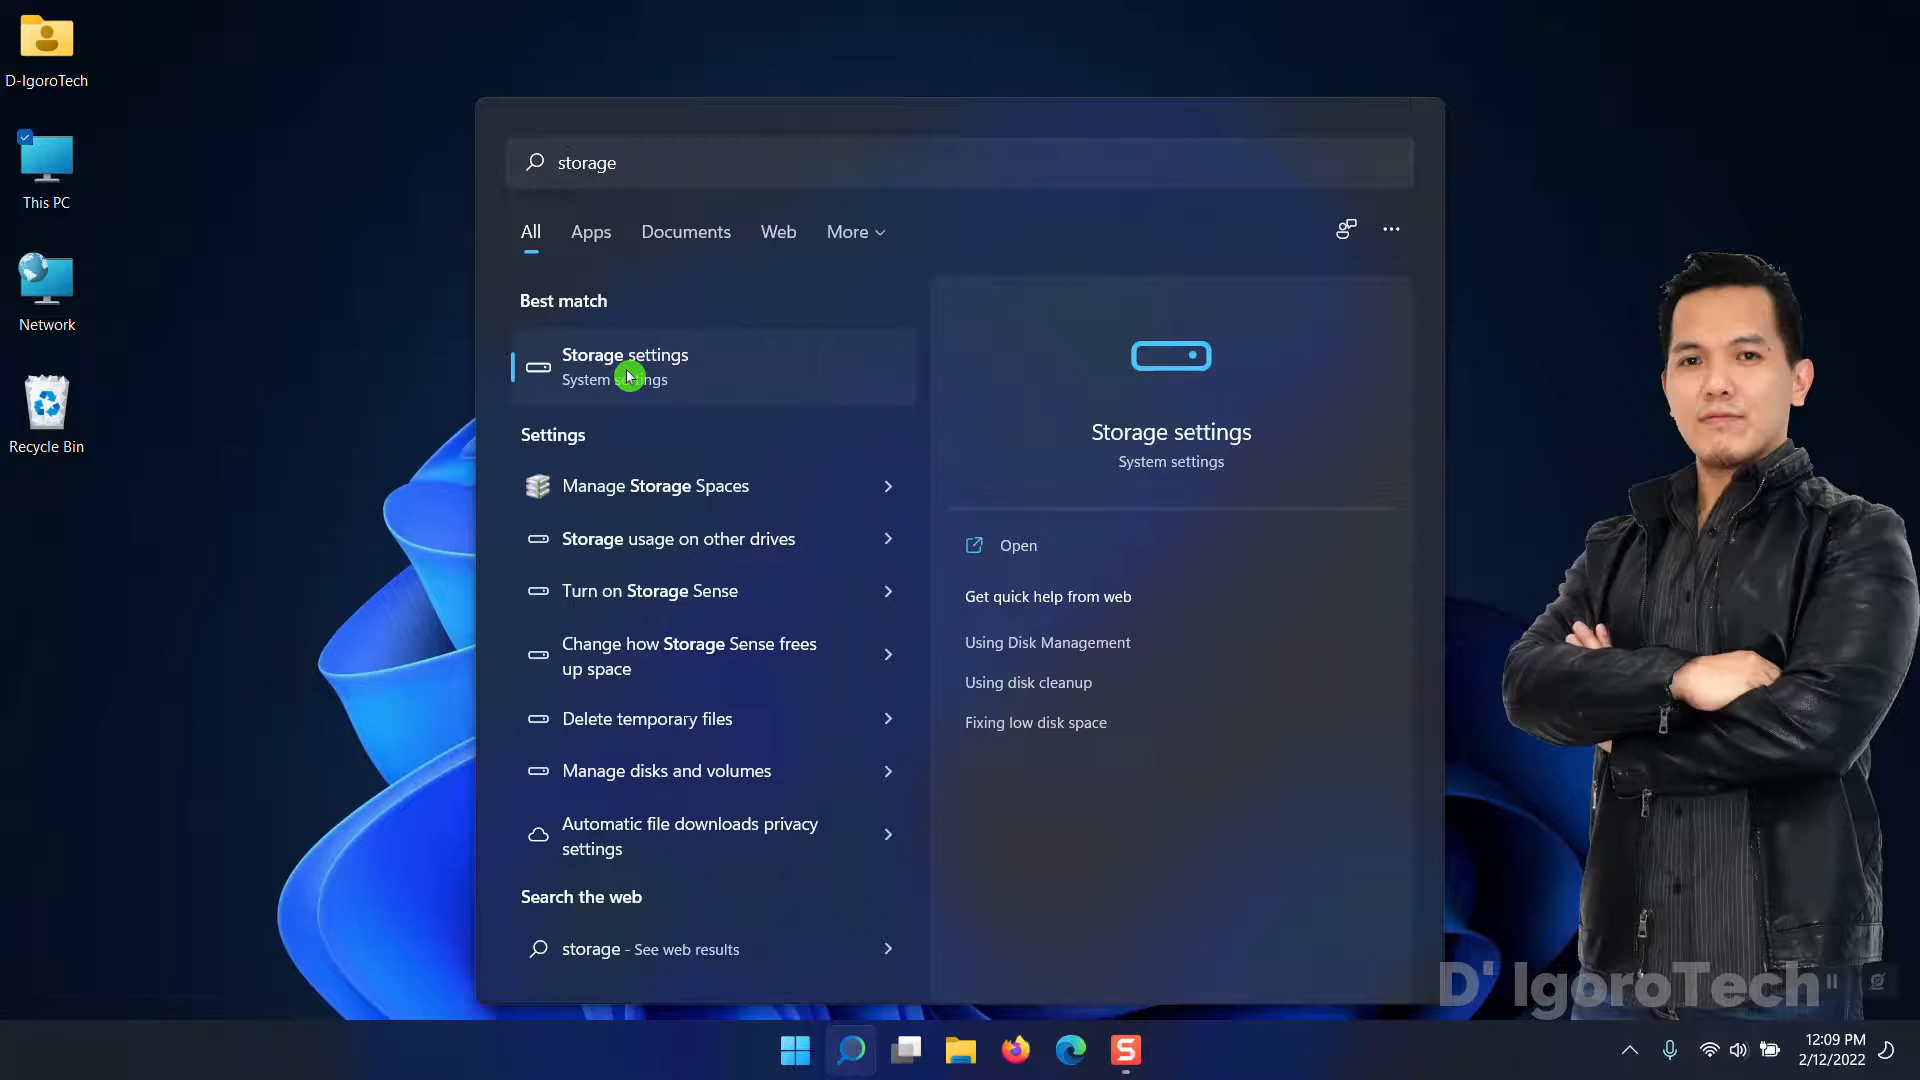 D-IgoroTech
This PC
Network
Recycle Bin
storage
All
Apps
Documents
Web
More
Best match
Storage settings
System settings
Settings
Manage Storage Spaces
Storage usage on other drives
Turn on Storage Sense
Change how Storage Sense frees
up space
Delete temporary files
Manage disks and volumes
Automatic file downloads privacy
settings
Search the web
storage - See web results
Storage settings
System settings
Open
Get quick help from web
Using Disk Management
Using disk cleanup
Fixing low disk space
D' IgoroTech"
S
12:09 PM
2/12/2022